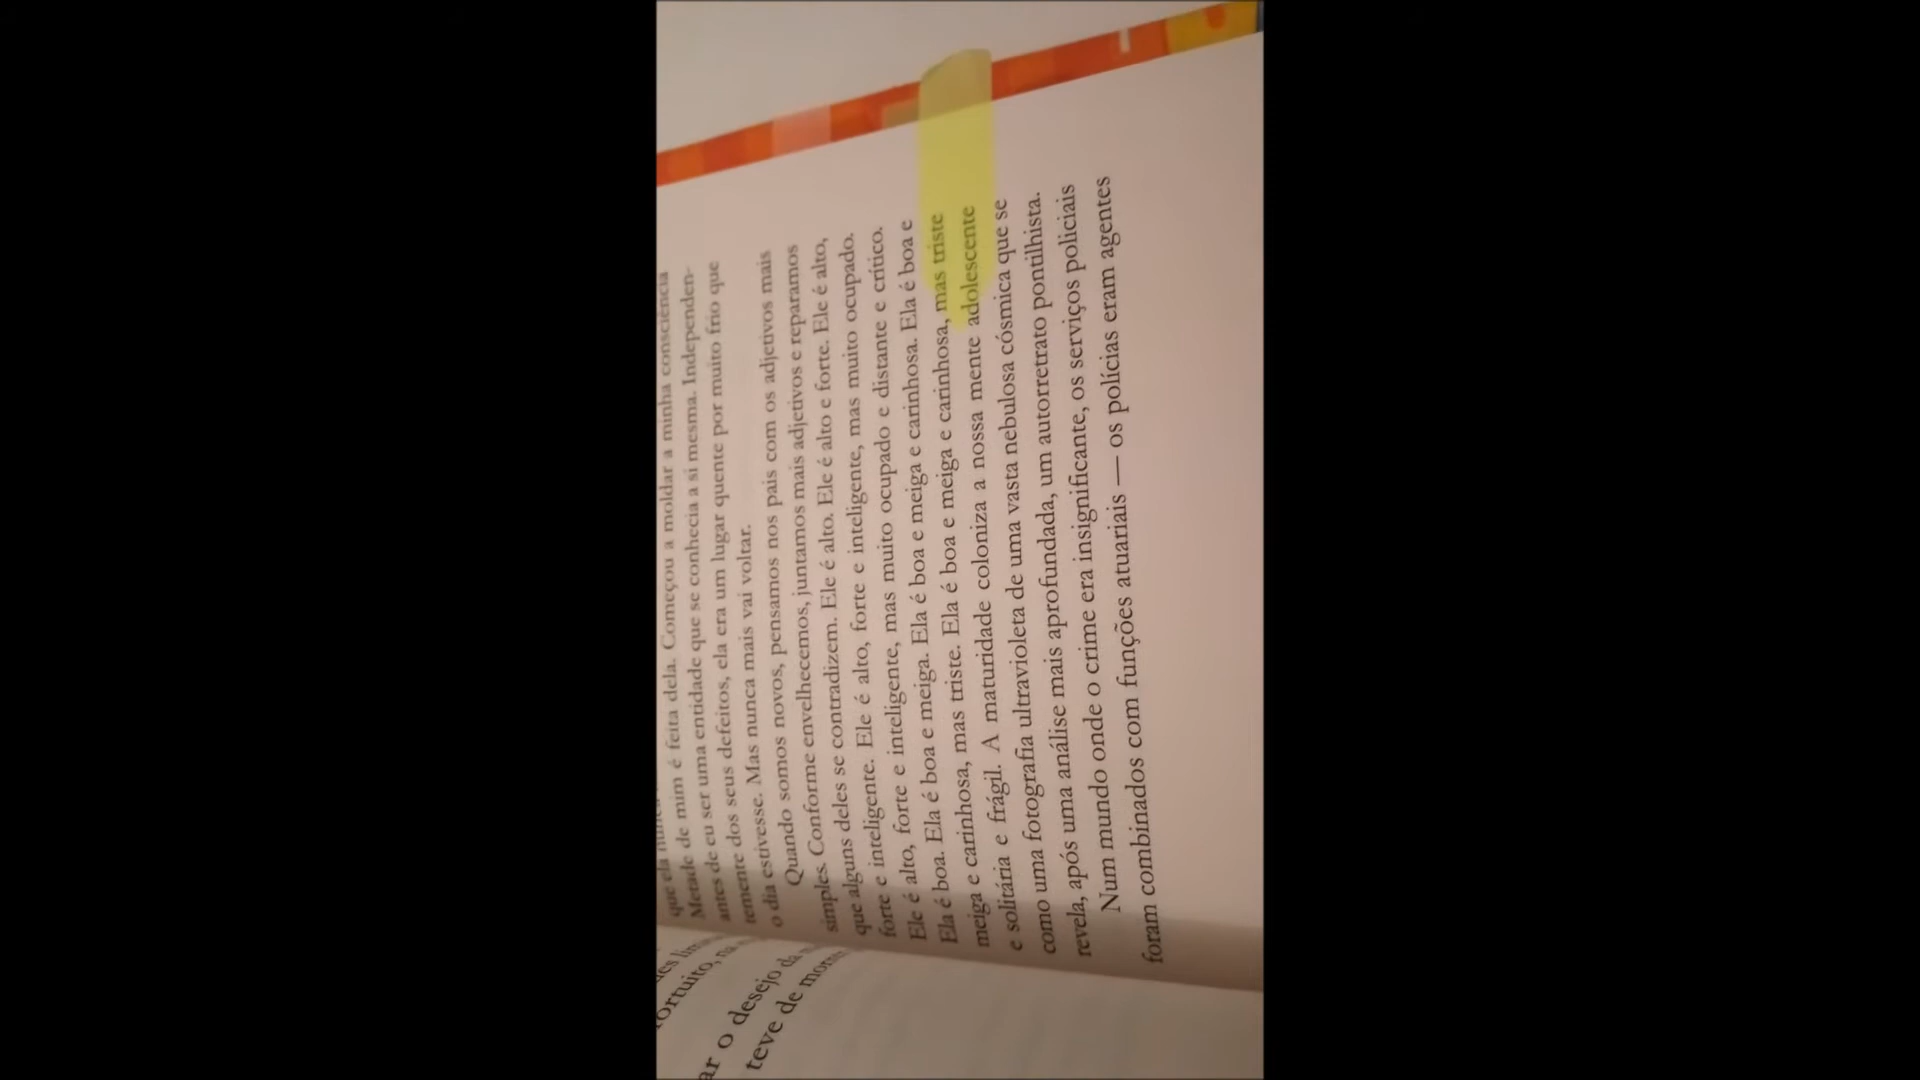 que ela
Metade de mim é feita dela. Começou a moldar a minha consciência
antes de eu ser uma entidade que se conhecia a si mesma. Independen-
temente dos seus defeitos, ela era um lugar quente por muito frio que
o dia estivesse. Mas nunca mais vai voltar.
Quando somos novos, pensamos nos pais com os adjetivos mais
simples. Conforme envelhecemos, juntamos mais adjetivos e reparamos
que alguns deles se contradizem. Ele é alto. Ele é alto e forte. Ele é alto,
forte e inteligente. Ele é alto, forte e inteligente, mas muito ocupado.
Ele é alto, forte e inteligente, mas muito ocupado e distante e crítico.
Ela é boa. Ela é boa e meiga. Ela é boa e meiga e carinhosa. Ela é boa e
meiga e carinhosa, mas triste. Ela é boa e meiga e carinhosa, mas triste
e solitária e frágil. A maturidade coloniza a nossa mente adolescente
como uma fotografia ultravioleta de uma vasta nebulosa cósmica que se
revela, após uma análise mais aprofundada, um autorretrato pontilhista.
Num mundo onde o crime era insignificante, os serviços policiais
foram combinados com funções atuariais — os polícias eram agentes
ar o desejo da
teve de